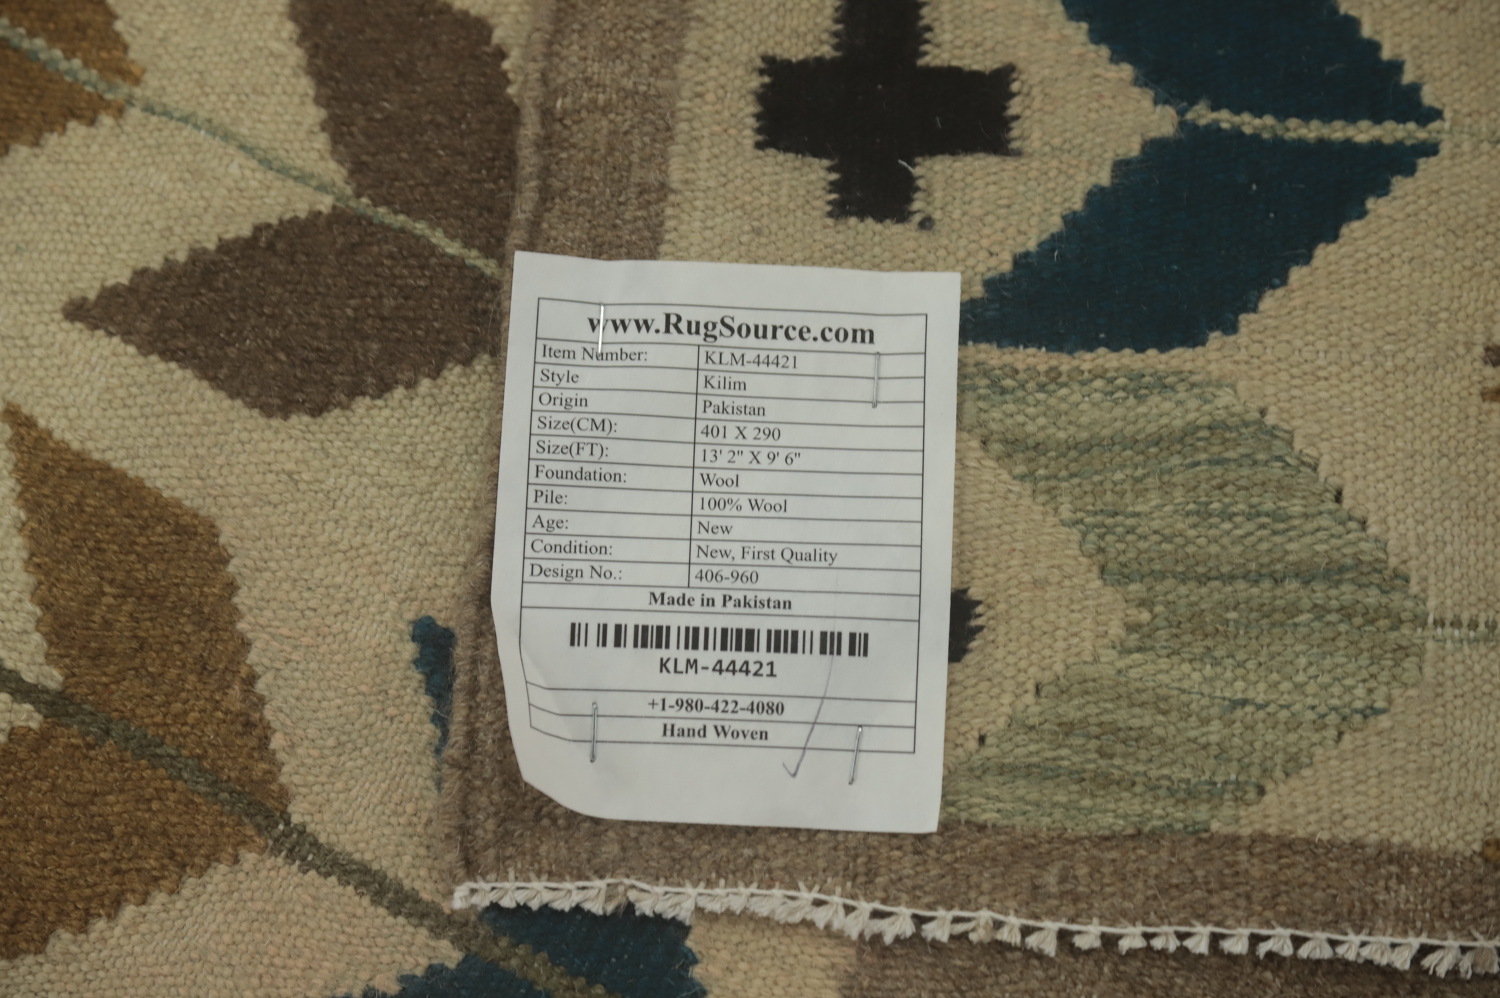 www.RugSource.com
Item Number: KLM-44421
Style Kilim
Origin Pakistan
Size(CM): 401 X 290
Size(FT): 13' 2" X 9' 6"
Foundation: Wool
Pile: 100% Wool
Age: New
Condition: New, First Quality
Design No.: 406-960
Made in Pakistan
KLM-44421
+1-980-422-4080
Hand Woven